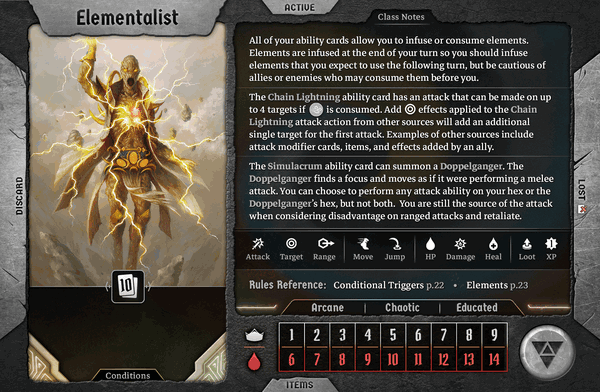 ACTIVE
Elementalist
Class Notes
All of your ability cards allow you to infuse or consume elements.
Elements are infused at the end of your turn so you should infuse
elements that you expect to use the following turn, but be cautious of
allies or enemies who may consume them before you.
The Chain Lightning ability card has an attack that can be made on up
to 4 targets if is consumed. Add effects applied to the Chain
Lightning attack action from other sources will add an additional
single target for the first attack. Examples of other sources include
attack modifier cards, items, and effects added by an ally.
The Simulacrum ability card can summon a Doppelganger. The
Doppelganger finds a focus and moves as if it were performing a melee
attack. You can choose to perform any attack ability on your hex or the
Doppelganger's hex, but not both. You are still the source of the attack
when considering disadvantage on ranged attacks and retaliate.
DISCARD
LOST
Attack Target Range Move Jump HP Damage Heal Loot XP
10
Rules Reference: Conditional Triggers p.22 • Elements p.23
Arcane | Chaotic | Educated
1 2 3 4 5 6 7 8 9
6 7 8 9 10 11 12 13 14
Conditions
ITEMS